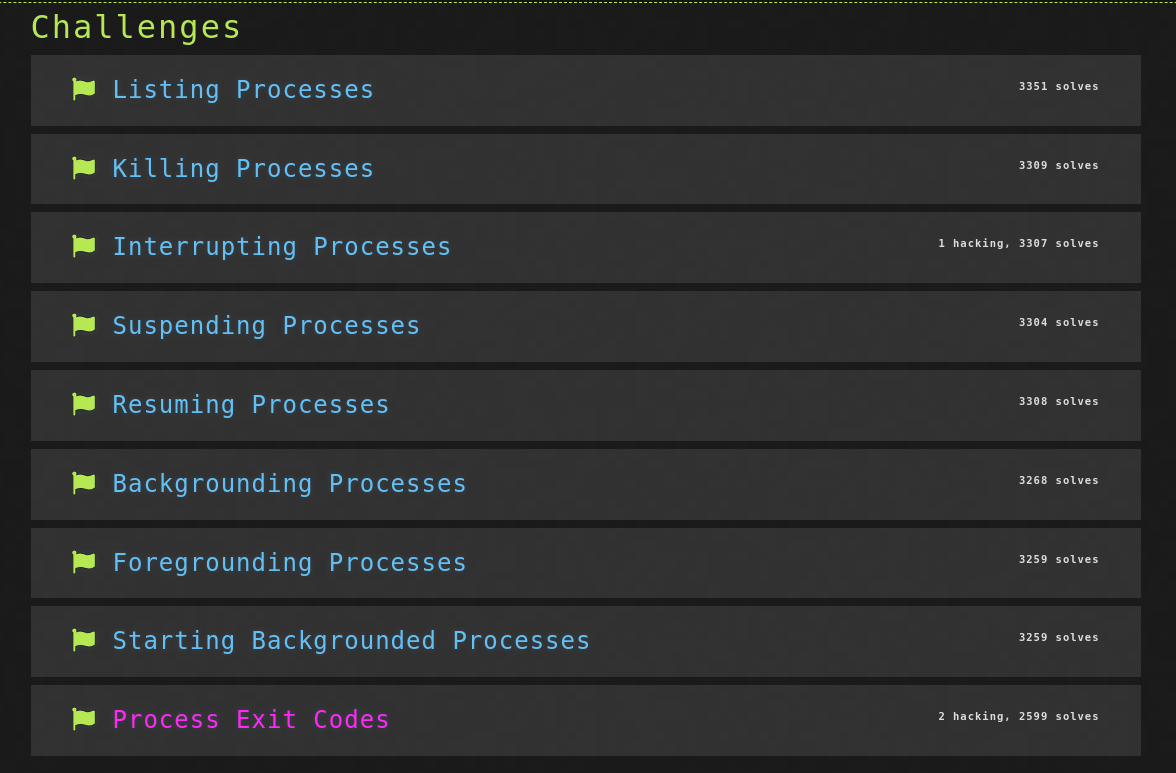 Challenges
Listing Processes 3351 solves
Killing Processes 3309 solves
Interrupting Processes 1 hacking, 3307 solves
Suspending Processes 3304 solves
Resuming Processes 3308 solves
Backgrounding Processes 3268 solves
Foregrounding Processes 3259 solves
Starting Backgrounded Processes 3259 solves
Process Exit Codes 2 hacking, 2599 solves